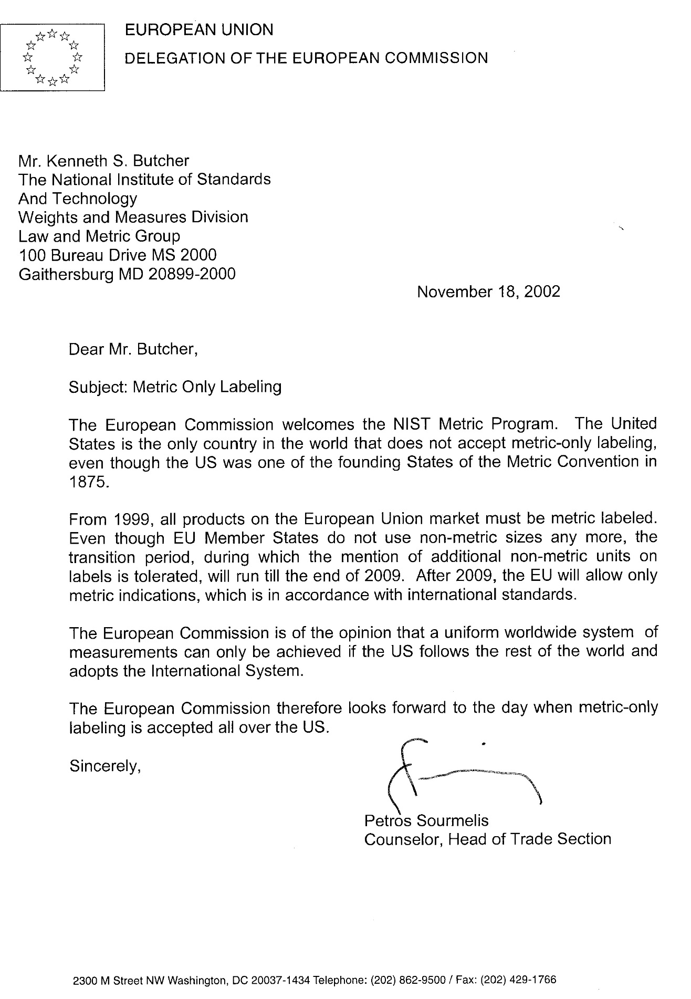 EUROPEAN UNION
DELEGATION OF THE EUROPEAN COMMISSION
Mr. Kenneth S. Butcher
The National Institute of Standards
And Technology
Weights and Measures Division
Law and Metric Group
100 Bureau Drive MS 2000
Gaithersburg MD 20899-2000
November 18, 2002
Dear Mr. Butcher,
Subject: Metric Only Labeling
The European Commission welcomes the NIST Metric Program. The United
States is the only country in the world that does not accept metric-only labeling,
even though the US was one of the founding States of the Metric Convention in
1875.
From 1999, all products on the European Union market must be metric labeled.
Even though EU Member States do not use non-metric sizes any more, the
transition period, during which the mention of additional non-metric units on
labels is tolerated, will run till the end of 2009. After 2009, the EU will allow only
metric indications, which is in accordance with international standards.
The European Commission is of the opinion that a uniform worldwide system of
measurements can only be achieved if the US follows the rest of the world and
adopts the International System.
The European Commission therefore looks forward to the day when metric-only
labeling is accepted all over the US.
Sincerely,
Petros Sourmelis
Counselor, Head of Trade Section
2300 M Street NW Washington, DC 20037-1434 Telephone: (202) 862-9500 / Fax: (202) 429-1766